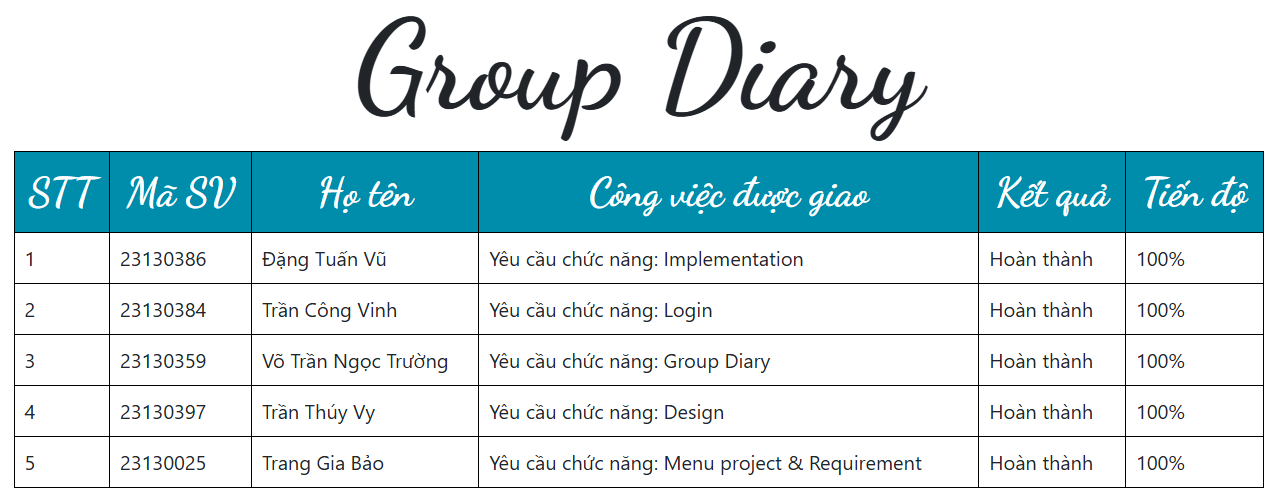 Group Diary
STT Mã SV Họ tên Công việc được giao Kết quả Tiến độ
1 23130386 Đặng Tuấn Vũ Yêu cầu chức năng: Implementation Hoàn thành 100%
2 23130384 Trần Công Vinh Yêu cầu chức năng: Login Hoàn thành 100%
3 23130359 Võ Trần Ngọc Trường Yêu cầu chức năng: Group Diary Hoàn thành 100%
4 23130397 Trần Thúy Vy Yêu cầu chức năng: Design Hoàn thành 100%
5 23130025 Trang Gia Bảo Yêu cầu chức năng: Menu project & Requirement Hoàn thành 100%